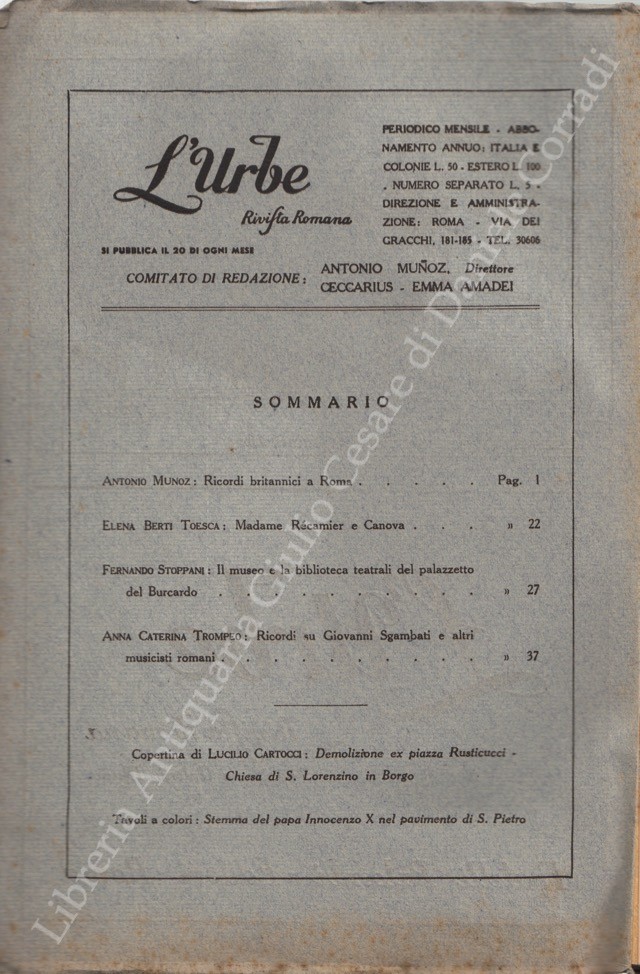 L'Urbe
Rivista Romana
SI PUBBLICA IL 20 DI OGNI MESE
PERIODICO MENSILE - ABBO-
NAMENTO ANNUO: ITALIA E
COLONIE L. 50 - ESTERO L. 100
. NUMERO SEPARATO L. 5 -
DIREZIONE E AMMINISTRA-
ZIONE: ROMA - VIA DEI
GRACCHI, 181-185 - TEL. 30606
COMITATO DI REDAZIONE: ANTONIO MUÑOZ, Direttore
CECCARIUS - EMMA AMADEI
SOMMARIO
ANTONIO MUNOZ: Ricordi britannici a Roma . . . . . Pag. 1
ELENA BERTI TOESCA: Madame Récamier e Canova . . . » 22
FERNANDO STOPPANI: Il museo e la biblioteca teatrali del palazzetto
del Burcardo . . . . . . . . . . » 27
ANNA CATERINA TROMPEO: Ricordi su Giovanni Sgambati e altri
musicisti romani . . . . . . . . . . » 37
Copertina di LUCILIO CARTOCCI: Demolizione ex piazza Rusticucci -
Chiesa di S. Lorenzino in Borgo
Tavoli a colori: Stemma del papa Innocenzo X nel pavimento di S. Pietro
Libreria Antiquaria Giulio Cesare di Daniele Corradi